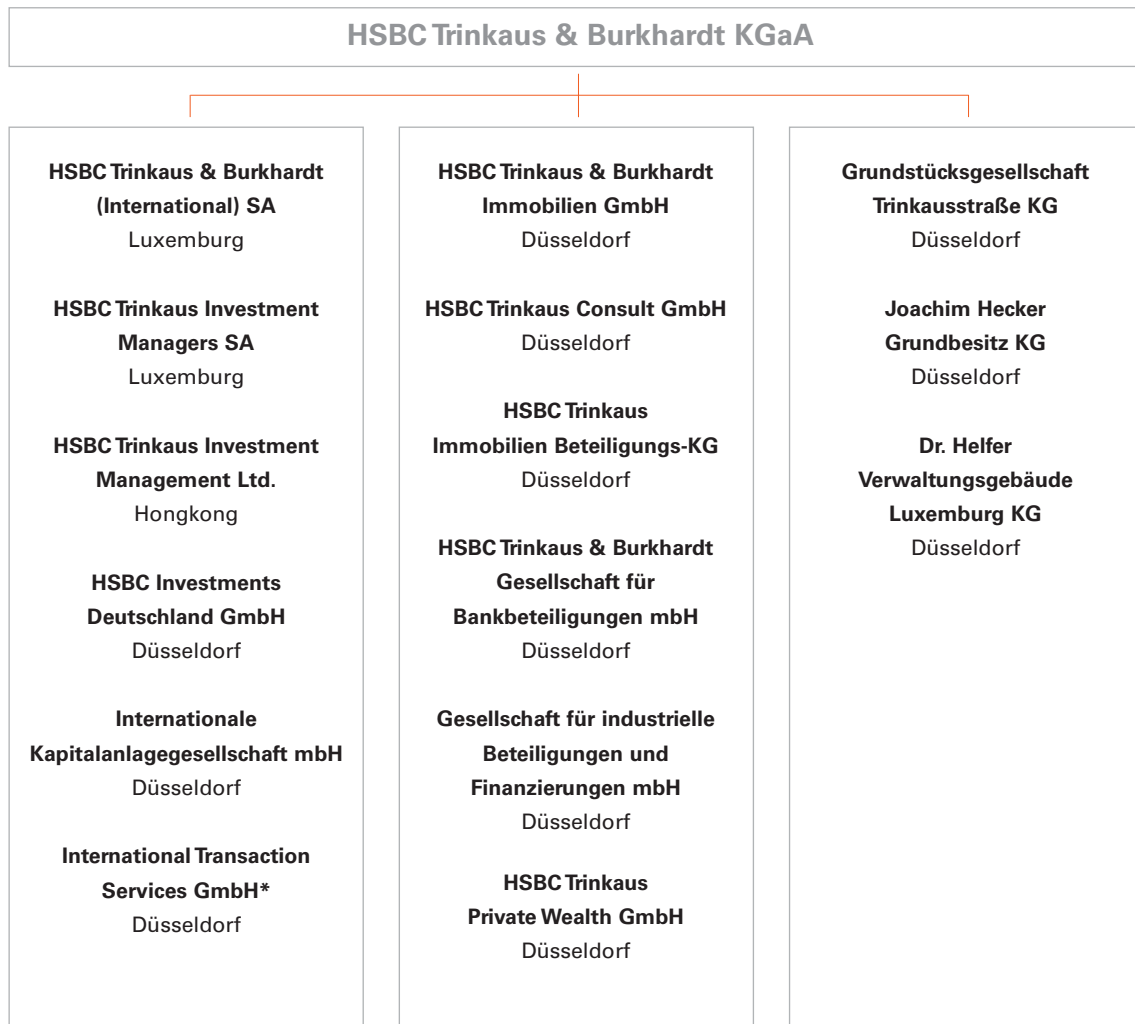 HSBC Trinkaus & Burkhardt KGaA
HSBC Trinkaus & Burkhardt
(International) SA
Luxemburg
HSBC Trinkaus Investment
Managers SA
Luxemburg
HSBC Trinkaus Investment
Management Ltd.
Hongkong
HSBC Investments
Deutschland GmbH
Düsseldorf
Internationale
Kapitalanlagegesellschaft mbH
Düsseldorf
International Transaction
Services GmbH*
Düsseldorf
HSBC Trinkaus & Burkhardt
Immobilien GmbH
Düsseldorf
HSBC Trinkaus Consult GmbH
Düsseldorf
HSBC Trinkaus
Immobilien Beteiligungs-KG
Düsseldorf
HSBC Trinkaus & Burkhardt
Gesellschaft für
Bankbeteiligungen mbH
Düsseldorf
Gesellschaft für industrielle
Beteiligungen und
Finanzierungen mbH
Düsseldorf
HSBC Trinkaus
Private Wealth GmbH
Düsseldorf
Grundstücksgesellschaft
Trinkausstraße KG
Düsseldorf
Joachim Hecker
Grundbesitz KG
Düsseldorf
Dr. Helfer
Verwaltungsgebäude
Luxemburg KG
Düsseldorf